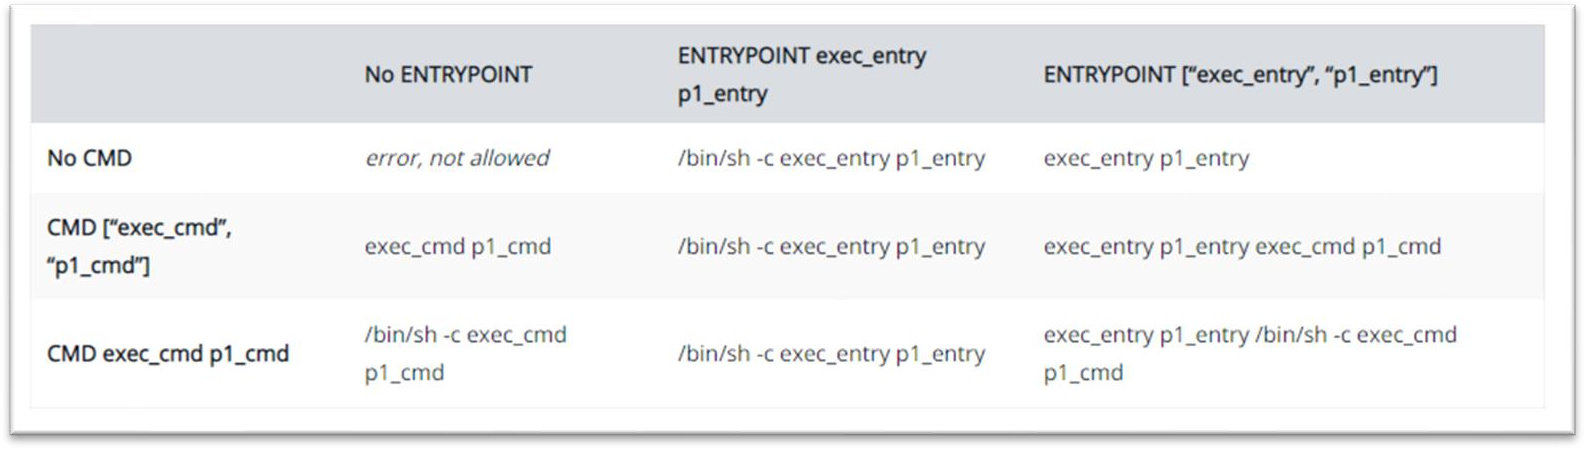 No ENTRYPOINT
ENTRYPOINT exec_entry
p1_entry
ENTRYPOINT [“exec_entry”, “p1_entry”]
No CMD
error, not allowed
/bin/sh -c exec_entry p1_entry
exec_entry p1_entry
CMD [“exec_cmd”,
“p1_cmd”]
exec_cmd p1_cmd
/bin/sh -c exec_entry p1_entry
exec_entry p1_entry exec_cmd p1_cmd
CMD exec_cmd p1_cmd
/bin/sh -c exec_cmd
p1_cmd
/bin/sh -c exec_entry p1_entry
exec_entry p1_entry /bin/sh -c exec_cmd
p1_cmd